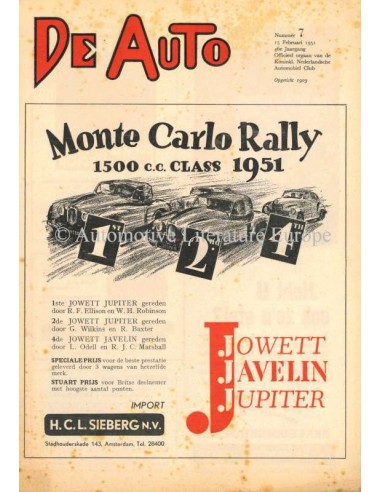 DE AUTO
Nummer 7
15 Februari 1951
46e Jaargang
Officieel orgaan van de
Koninkl. Nederlandsche
Automobiel Club
Opgericht 1905
Monte Carlo Rally
1500 c.c. CLASS 1951
1ST 2ND 4TH
© Automotive Literature Europe
1ste JOWETT JUPITER gereden
door R. F. Ellison en W. H. Robinson
2de JOWETT JUPITER gereden
door G. Wilkins en R. Baxter
4de JOWETT JAVELIN gereden
door L. Odell en R. J. C. Marshall
SPECIALE PRIJS voor de beste prestatie
geleverd door 3 wagens van hetzelfde
merk.
STUART PRIJS voor Britse deelnemer
met hoogste aantal punten.
JOWETT
JAVELIN
JUPITER
IMPORT
H.C.L. SIEBERG N.V.
Stadhouderskade 143, Amsterdam, Tel. 28400